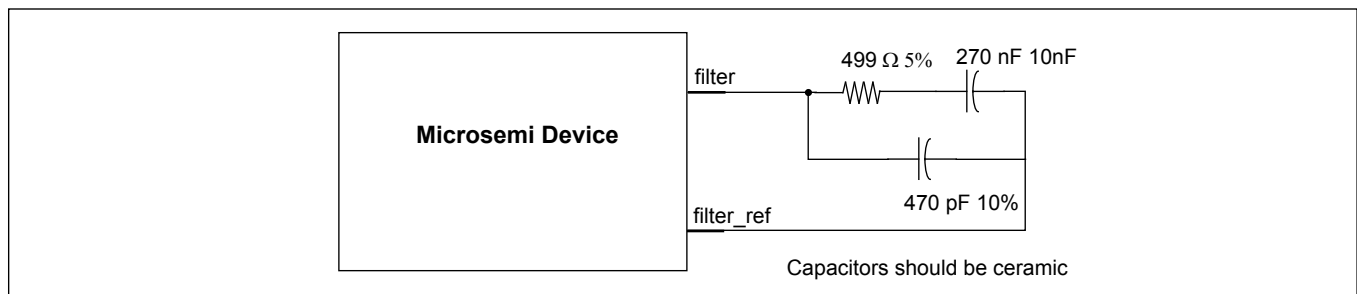 499 Ω 5%
270 nF 10nF
filter
Microsemi Device
470 pF 10%
filter_ref
Capacitors should be ceramic